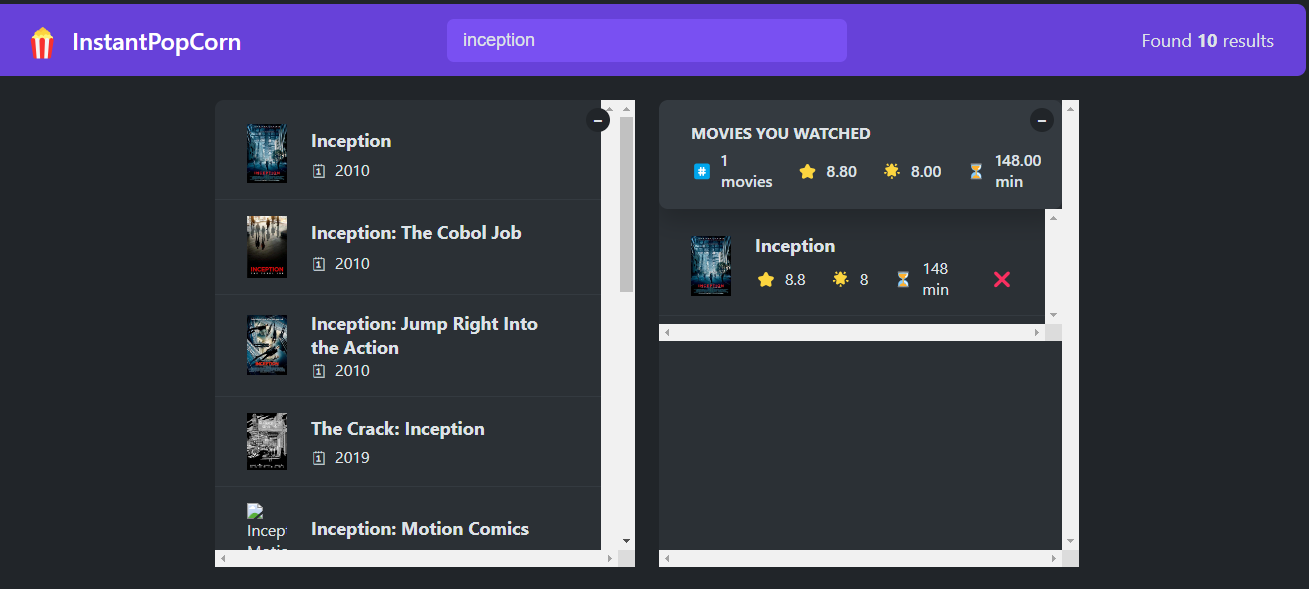 InstantPopCorn
inception
Found 10 results
Inception
2010
Inception: The Cobol Job
2010
Inception: Jump Right Into
the Action
2010
The Crack: Inception
2019
Incep
Inception: Motion Comics
MOVIES YOU WATCHED
1
movies
8.80
8.00
148.00
min
Inception
8.8
8
148
min